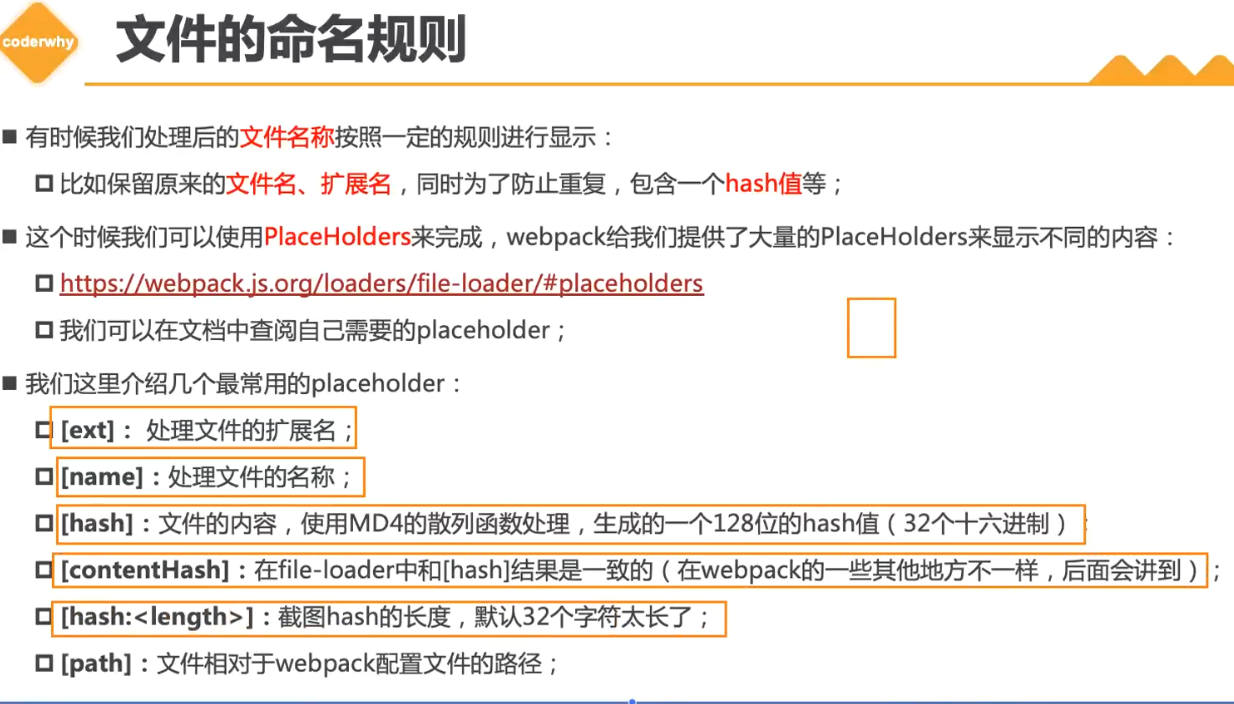 coderwhy
文件的命名规则
有时候我们处理后的文件名称按照一定的规则进行显示：
比如保留原来的文件名、扩展名，同时为了防止重复，包含一个hash值等；
这个时候我们可以使用PlaceHolders来完成，webpack给我们提供了大量的PlaceHolders来显示不同的内容：
https://webpack.js.org/loaders/file-loader/#placeholders
我们可以在文档中查阅自己需要的placeholder；
我们这里介绍几个最常用的placeholder：
[ext]： 处理文件的扩展名；
[name]：处理文件的名称；
[hash]：文件的内容，使用MD4的散列函数处理，生成的一个128位的hash值（32个十六进制）；
[contentHash]：在file-loader中和[hash]结果是一致的（在webpack的一些其他地方不一样，后面会讲到）；
[hash:<length>]：截图hash的长度，默认32个字符太长了；
[path]：文件相对于webpack配置文件的路径；